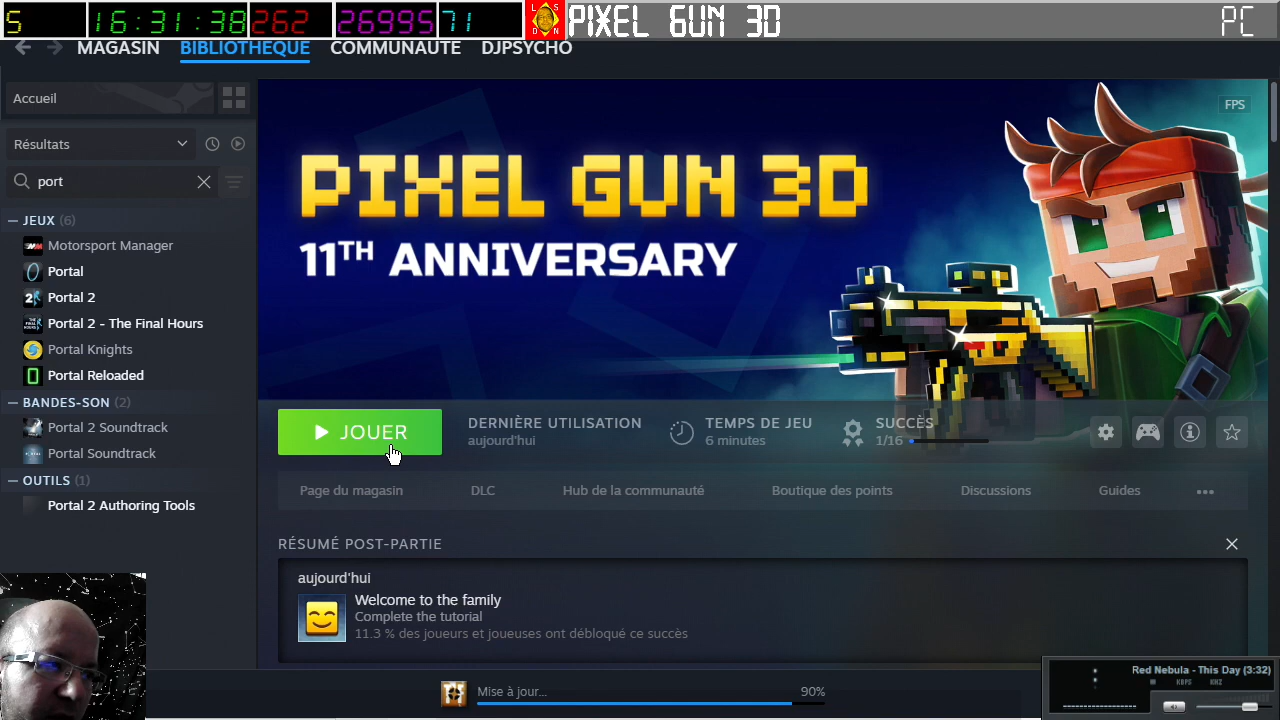 5 16:31:38 262 26995 71 L S D N PIXEL GUN 3D PC
MAGASIN BIBLIOTHEQUE COMMUNAUTE DJPSYCHO
Accueil
Résultats
port
JEUX (6)
Motorsport Manager
Portal
Portal 2
Portal 2 - The Final Hours
Portal Knights
Portal Reloaded
BANDES-SON (2)
Portal 2 Soundtrack
Portal Soundtrack
OUTILS (1)
Portal 2 Authoring Tools
FPS
PIXEL GUN 3D
11TH ANNIVERSARY
JOUER
DERNIÈRE UTILISATION
aujourd'hui
TEMPS DE JEU
6 minutes
SUCCÈS
1/16
Page du magasin DLC Hub de la communauté Boutique des points Discussions Guides
RÉSUMÉ POST-PARTIE
aujourd'hui
Welcome to the family
Complete the tutorial
11.3 % des joueurs et joueuses ont débloqué ce succès
Mise à jour... 90%
Red Nebula - This Day (3:32)
KBPS KHZ